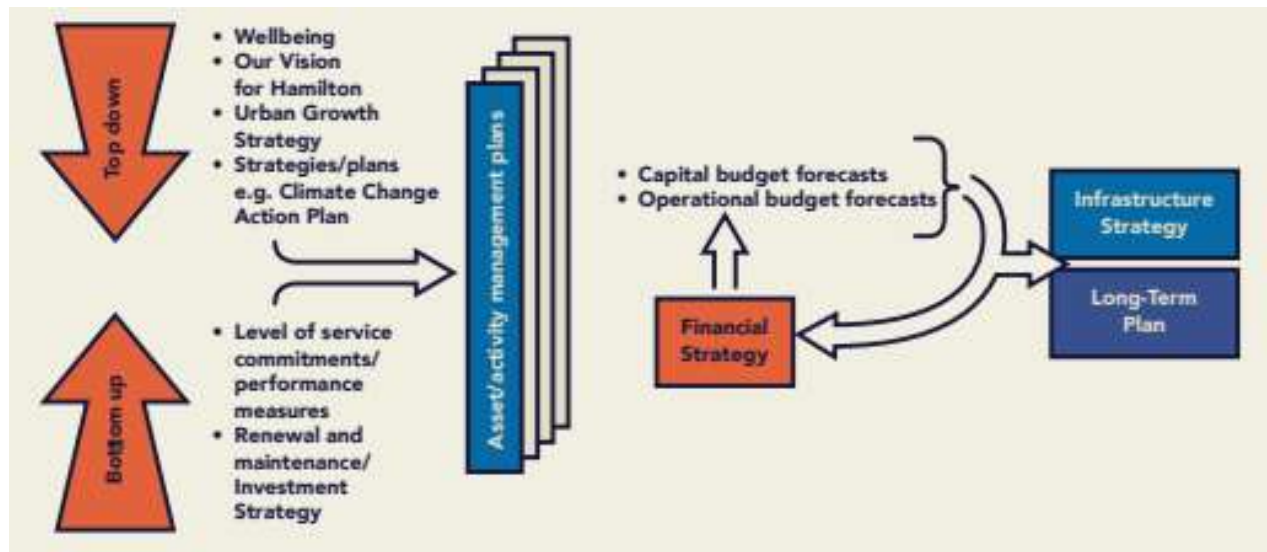 Top down
• Wellbeing
• Our Vision
for Hamilton
• Urban Growth
Strategy
• Strategies/plans
e.g. Climate Change
Action Plan
Bottom up
• Level of service
commitments/
performance
measures
• Renewal and
maintenance/
Investment
Strategy
Asset/activity management plans
• Capital budget forecasts
• Operational budget forecasts
Financial
Strategy
Infrastructure
Strategy
Long-Term
Plan